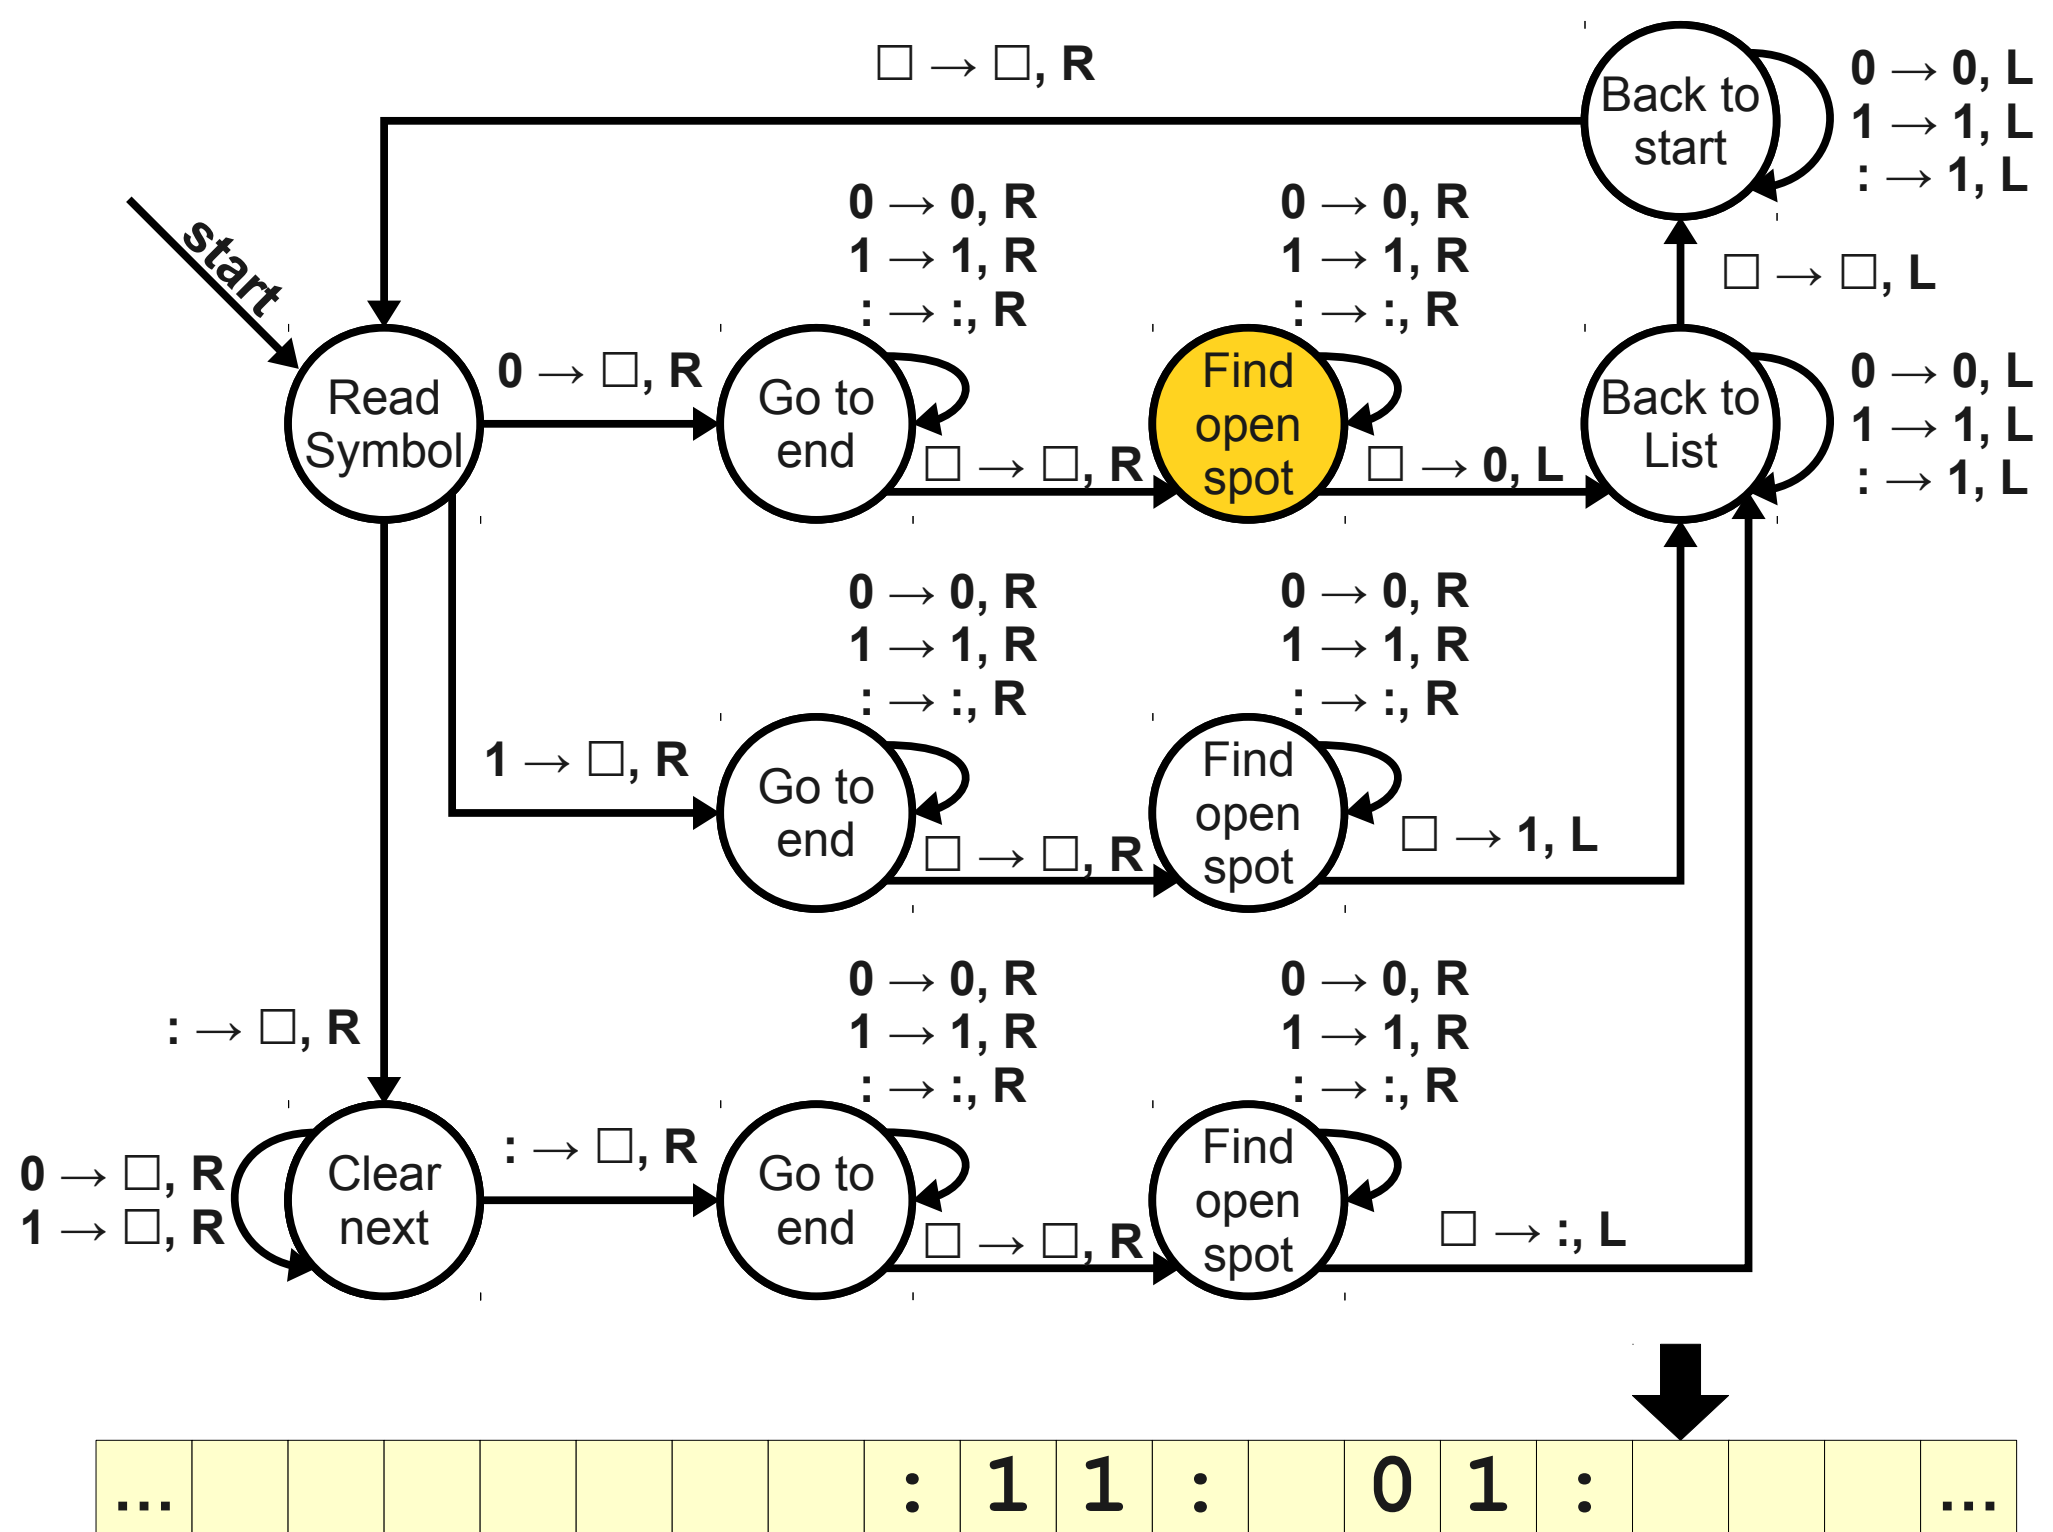 □ → □, R
Back to
start
0 → 0, L
1 → 1, L
: → 1, L
start
0 → 0, R
1 → 1, R
: → :, R
0 → 0, R
1 → 1, R
: → :, R
□ → □, L
Read
Symbol
0 → □, R
Go to
end
□ → □, R
Find
open
spot
□ → 0, L
Back to
List
0 → 0, L
1 → 1, L
: → 1, L
0 → 0, R
1 → 1, R
: → :, R
0 → 0, R
1 → 1, R
: → :, R
1 → □, R
Go to
end
□ → □, R
Find
open
spot
□ → 1, L
0 → 0, R
1 → 1, R
: → :, R
0 → 0, R
1 → 1, R
: → :, R
: → □, R
0 → □, R
1 → □, R
Clear
next
: → □, R
Go to
end
□ → □, R
Find
open
spot
□ → :, L
... : 1 1 : 0 1 : ...